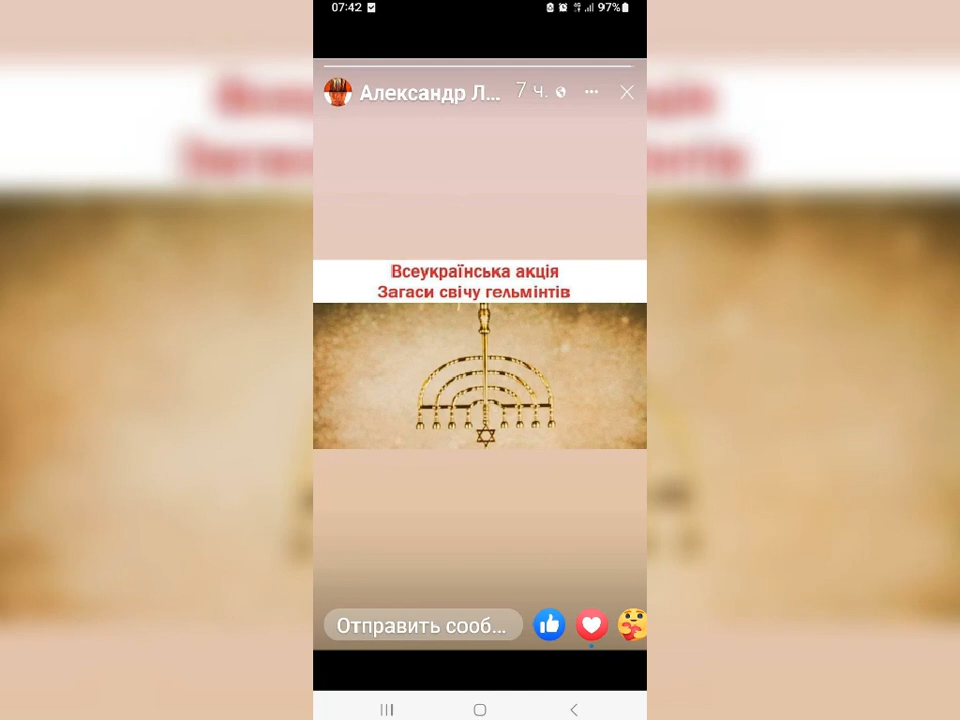 07:42
97%
Александр Л...
7 ч.
Всеукраїнська акція
Загаси свічу гельмінтів
Отправить сооб...